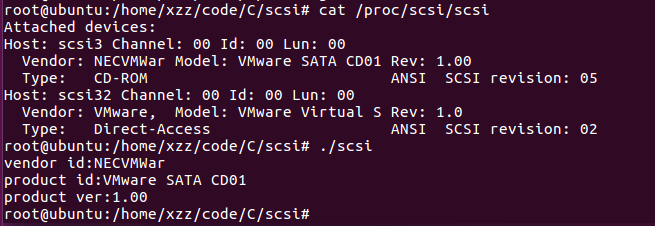 root@ubuntu:/home/xzz/code/C/scsi# cat /proc/scsi/scsi
Attached devices:
Host: scsi3 Channel: 00 Id: 00 Lun: 00
  Vendor: NECVMWar Model: VMware SATA CD01 Rev: 1.00
  Type:   CD-ROM                           ANSI  SCSI revision: 05
Host: scsi32 Channel: 00 Id: 00 Lun: 00
  Vendor: VMware,  Model: VMware Virtual S Rev: 1.0
  Type:   Direct-Access                    ANSI  SCSI revision: 02
root@ubuntu:/home/xzz/code/C/scsi# ./scsi
vendor id:NECVMWar
product id:VMware SATA CD01
product ver:1.00
root@ubuntu:/home/xzz/code/C/scsi#